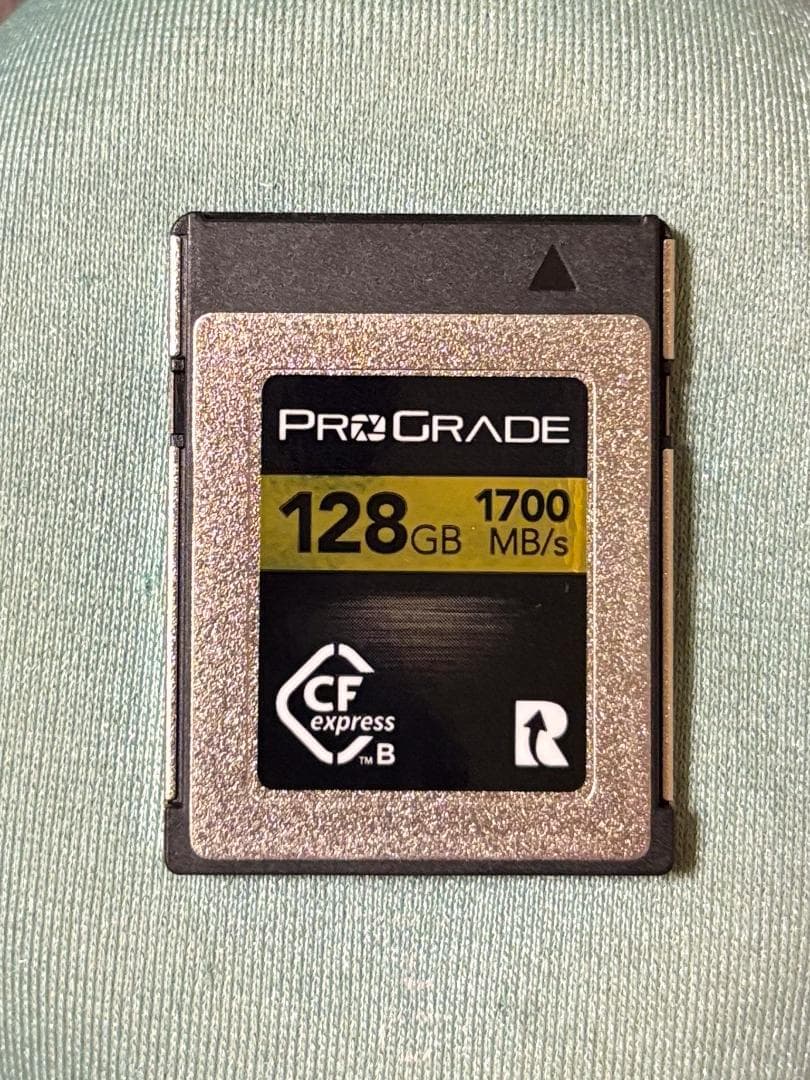 PROGRADE
128GB 1700 MB/s
CF
express
™ B
R